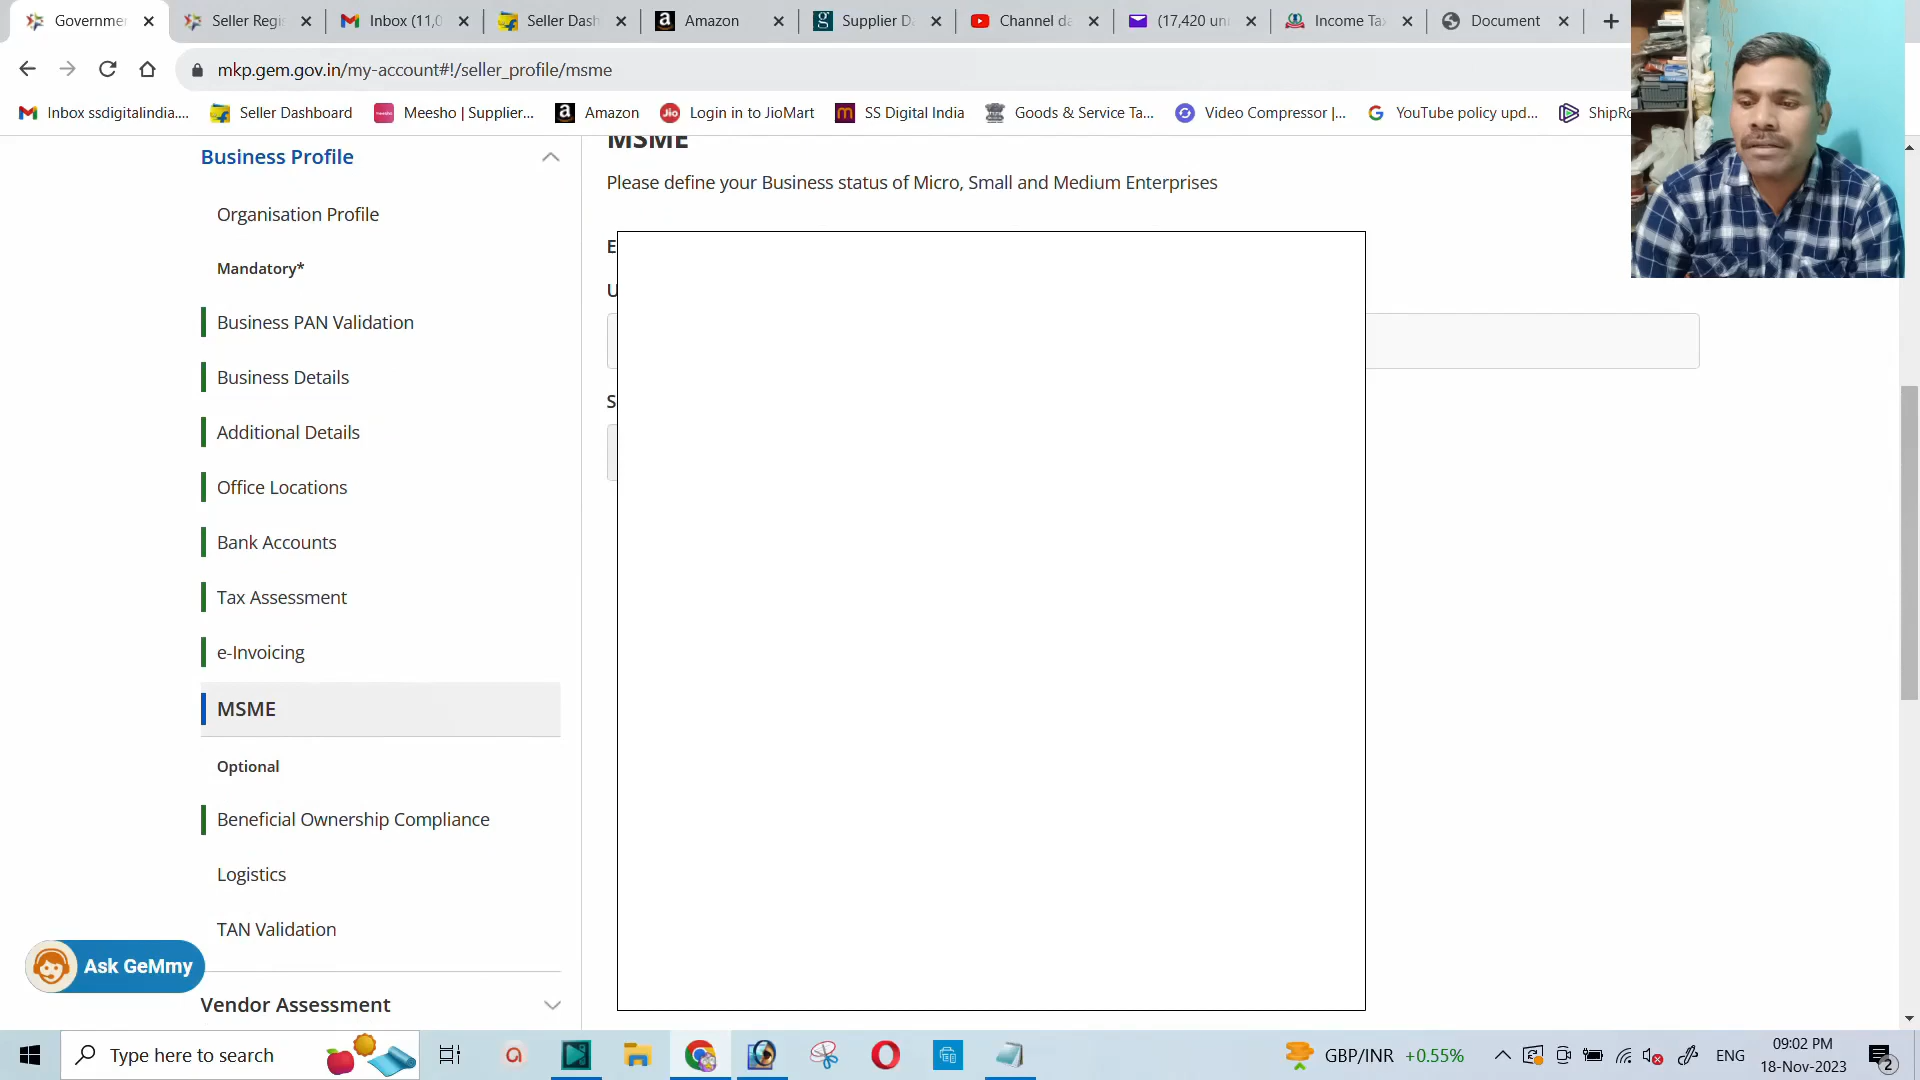 Governme
Seller Regi
Inbox (11,0
Seller Dash
Amazon
Supplier D
Channel da
(17,420 un
Income Ta
Document
mkp.gem.gov.in/my-account#!/seller_profile/msme
Inbox ssdigitalindia....
Seller Dashboard
Meesho | Supplier...
Amazon
Login in to JioMart
SS Digital India
Goods & Service Ta...
Video Compressor |...
YouTube policy upd...
ShipRo
Business Profile
Organisation Profile
Mandatory*
Business PAN Validation
Business Details
Additional Details
Office Locations
Bank Accounts
Tax Assessment
e-Invoicing
MSME
Optional
Beneficial Ownership Compliance
Logistics
TAN Validation
Vendor Assessment
Ask GeMmy
MSME
Please define your Business status of Micro, Small and Medium Enterprises
E
U
S
Type here to search
GBP/INR +0.55%
ENG
09:02 PM
18-Nov-2023
2